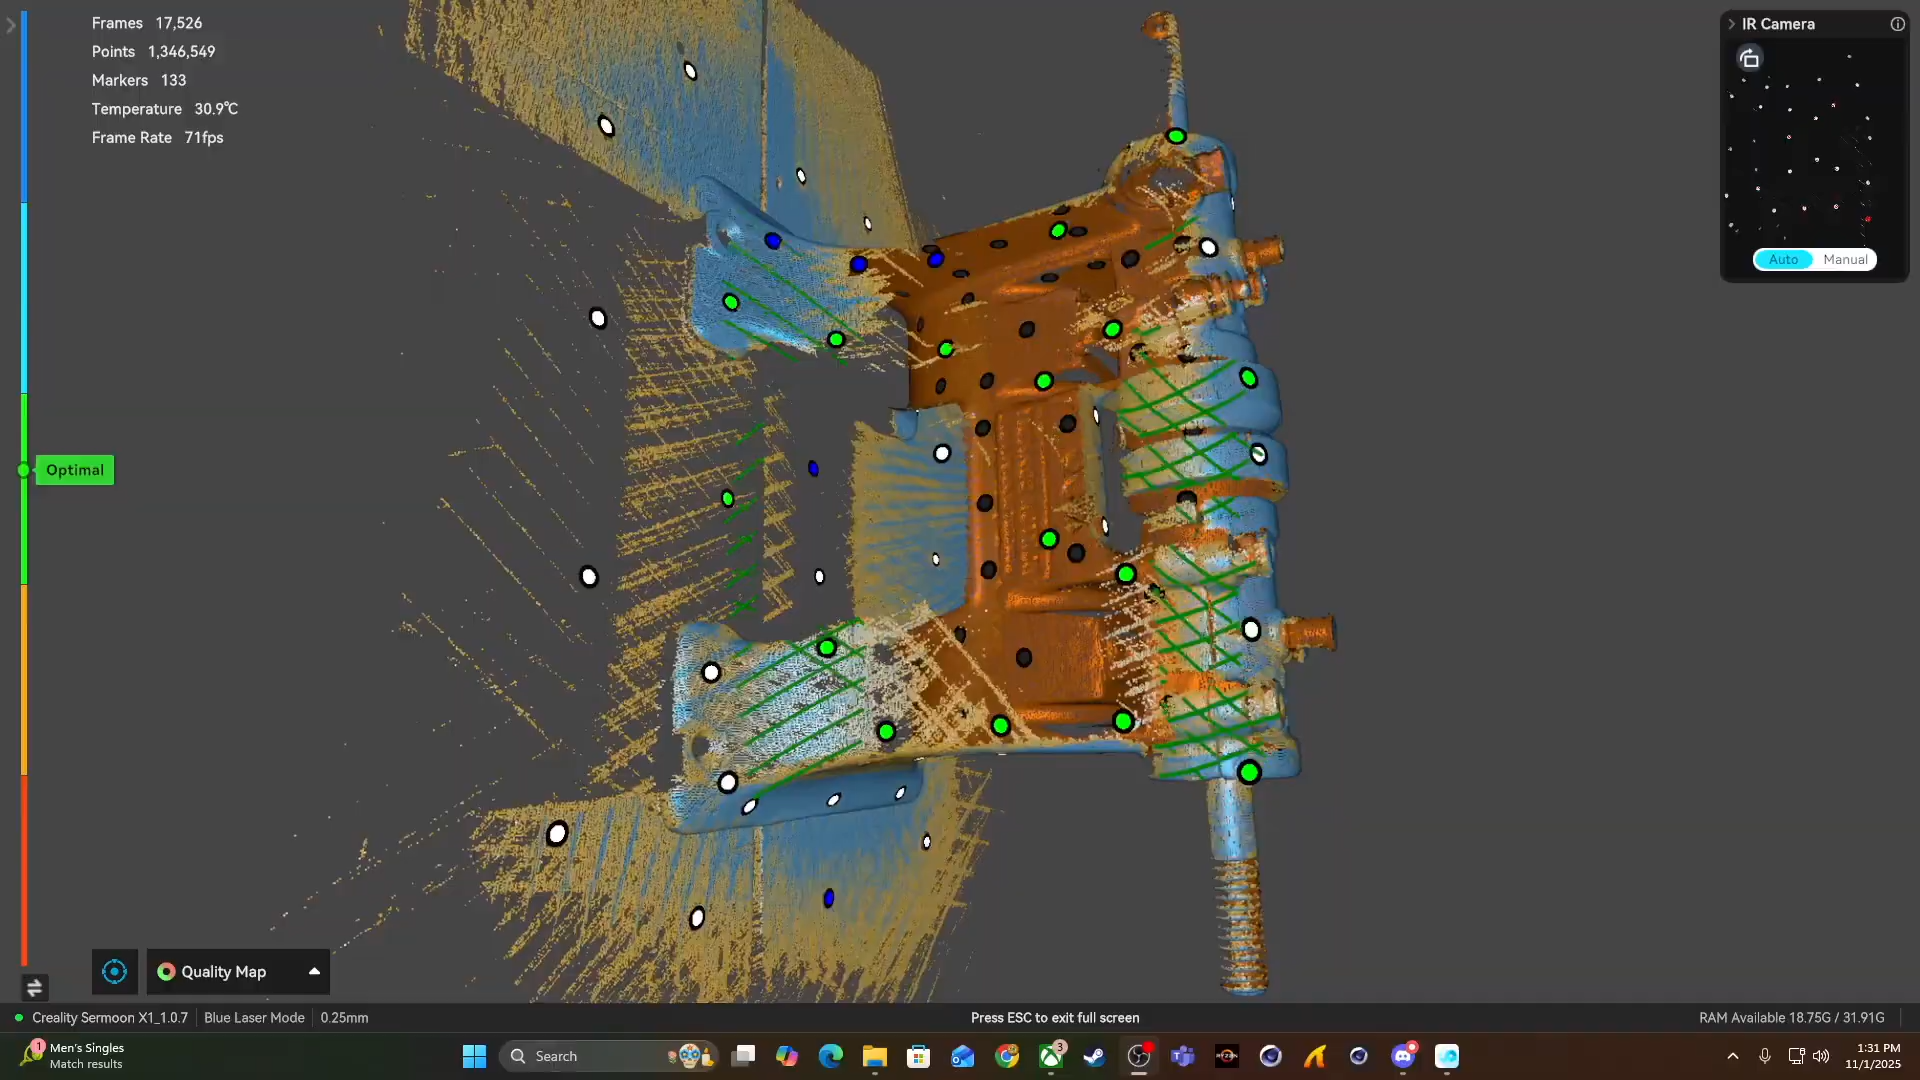 Frames 17,526
Points 1,346,549
Markers 133
Temperature 30.9℃
Frame Rate 71fps
IR Camera
Auto Manual
Optimal
Quality Map
Creality Sermoon X1_1.0.7 Blue Laser Mode 0.25mm
Press ESC to exit full screen
RAM Available 18.75G / 31.91G
1
Men's Singles
Match results
Search
3
1:31 PM
11/1/2025